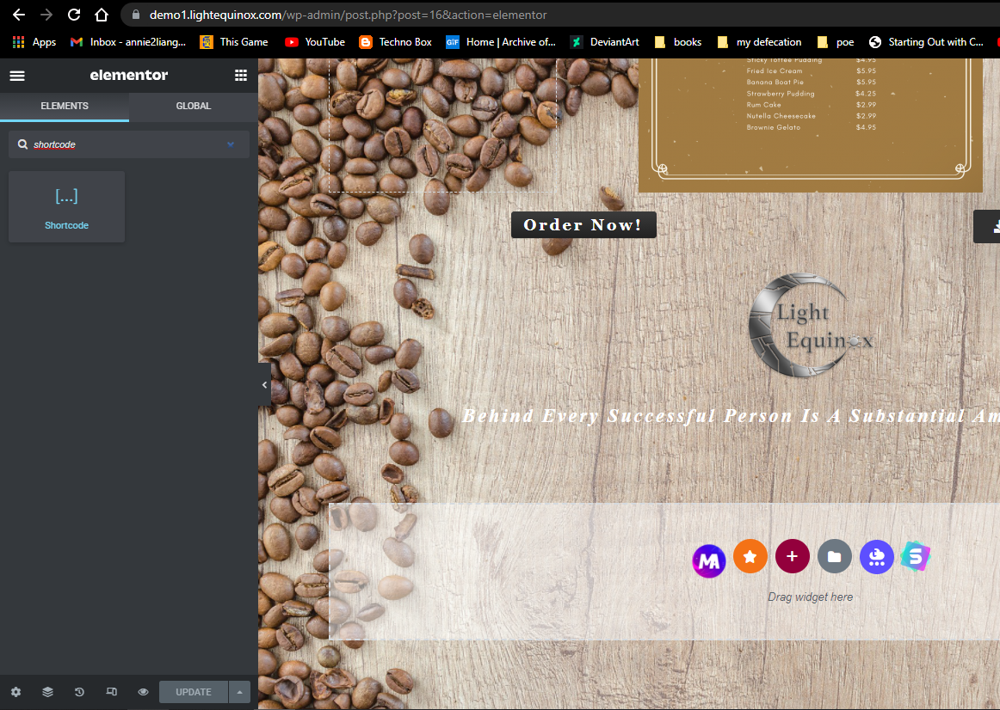 demo1.lightequinox.com/wp-admin/post.php?post=16&action=elementor
Apps
Inbox - annie2liang...
This Game
YouTube
Techno Box
GIF
Home | Archive of...
DeviantArt
books
my defecation
poe
Starting Out with C...
elementor
ELEMENTS
GLOBAL
shortcode
[...]
Shortcode
UPDATE
Sticky Toffee Pudding $4.95
Fried Ice Cream $5.95
Banana Boat Pie $5.95
Strawberry Pudding $4.25
Rum Cake $2.99
Nutella Cheesecake $2.99
Brownie Gelato $4.95
Order Now!
Light
Equinox
Behind Every Successful Person Is A Substantial Am
MA
S
Drag widget here